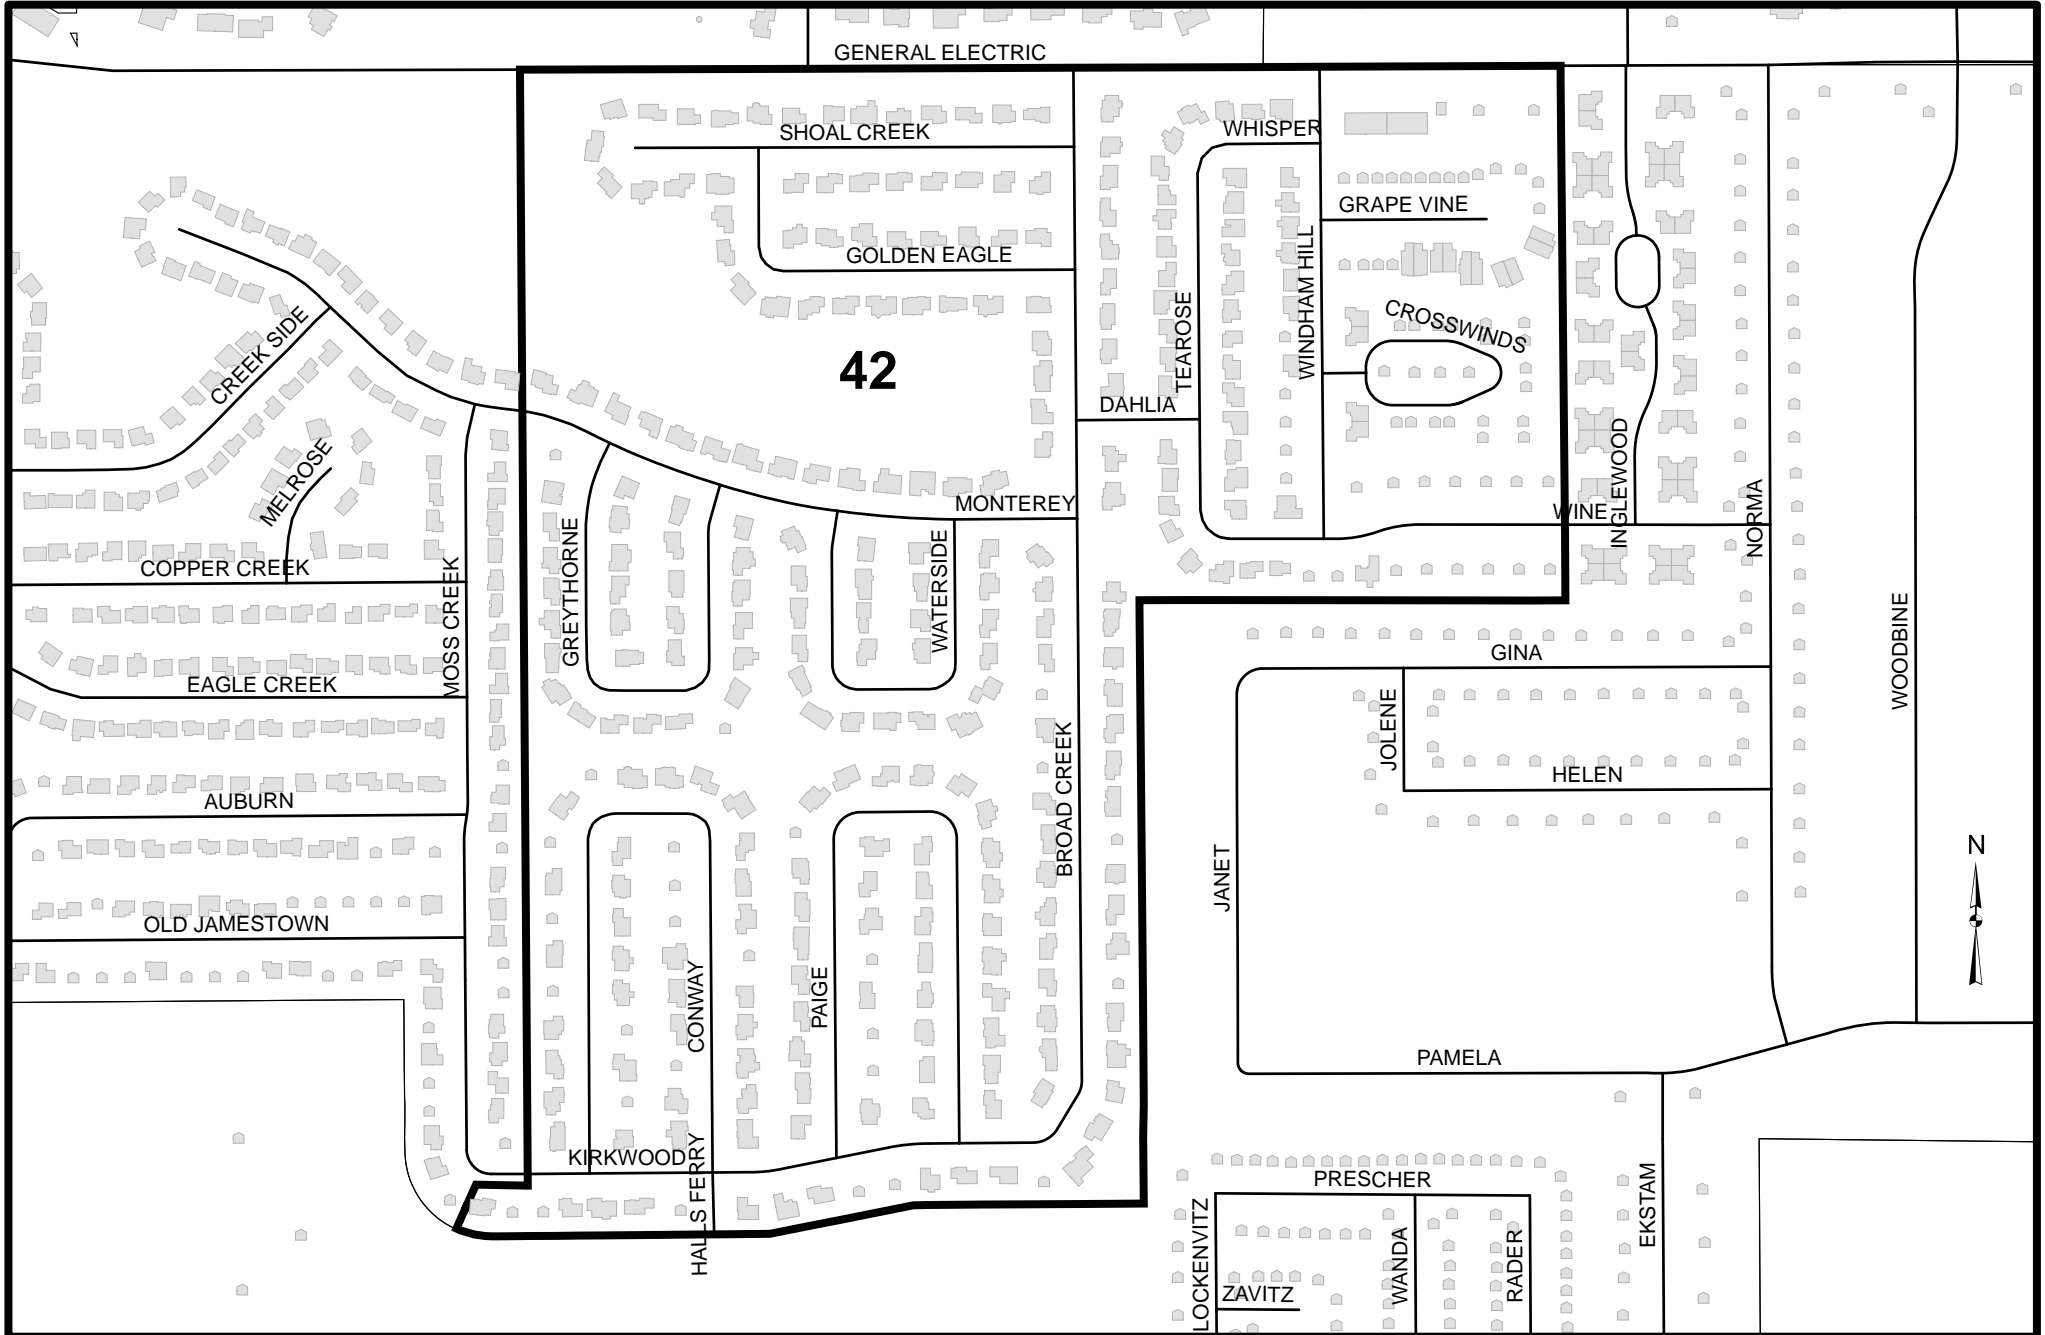 GENERAL ELECTRIC
SHOAL CREEK
WHISPER
GRAPE VINE
GOLDEN EAGLE
WINDHAM HILL
TEAROSE
CROSSWINDS
CREEK SIDE
42
DAHLIA
MELROSE
INGLEWOOD
MONTEREY
WINE
NORMA
GREYTHORNE
WATERSIDE
COPPER CREEK
MOSS CREEK
WOODBINE
GINA
EAGLE CREEK
JOLENE
BROAD CREEK
HELEN
AUBURN
JANET
N
OLD JAMESTOWN
CONWAY
PAIGE
PAMELA
KIRKWOOD
HALLS FERRY
PRESCHER
EKSTAM
LOCKENVITZ
WANDA
RADER
ZAVITZ